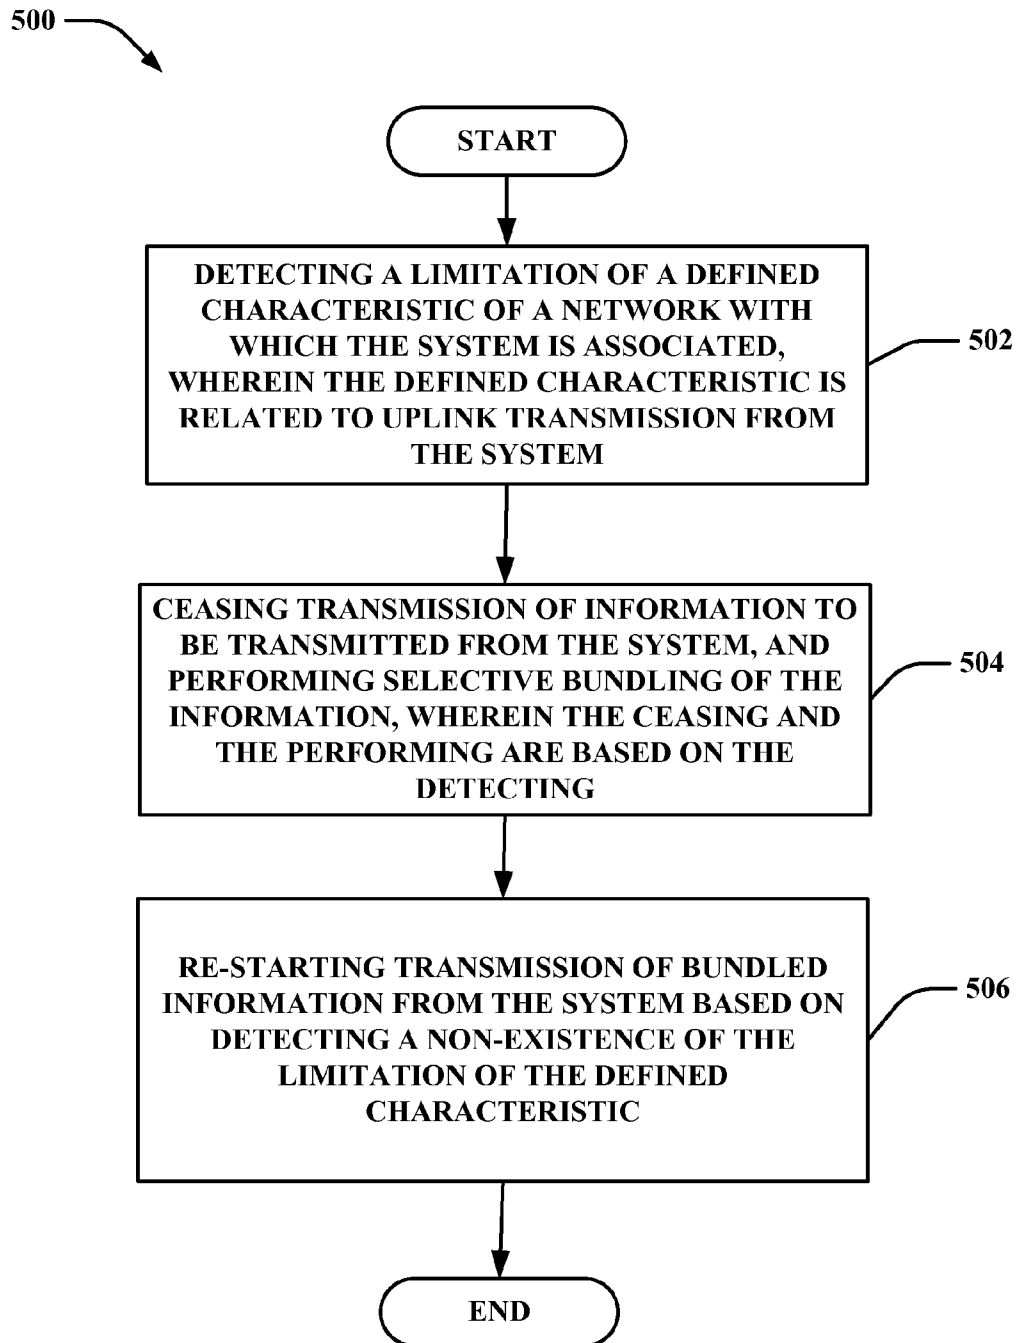 500
START
DETECTING A LIMITATION OF A DEFINED
CHARACTERISTIC OF A NETWORK WITH
WHICH THE SYSTEM IS ASSOCIATED,
WHEREIN THE DEFINED CHARACTERISTIC IS
RELATED TO UPLINK TRANSMISSION FROM
THE SYSTEM
502
CEASING TRANSMISSION OF INFORMATION TO
BE TRANSMITTED FROM THE SYSTEM, AND
PERFORMING SELECTIVE BUNDLING OF THE
INFORMATION, WHEREIN THE CEASING AND
THE PERFORMING ARE BASED ON THE
DETECTING
504
RE-STARTING TRANSMISSION OF BUNDLED
INFORMATION FROM THE SYSTEM BASED ON
DETECTING A NON-EXISTENCE OF THE
LIMITATION OF THE DEFINED
CHARACTERISTIC
506
END